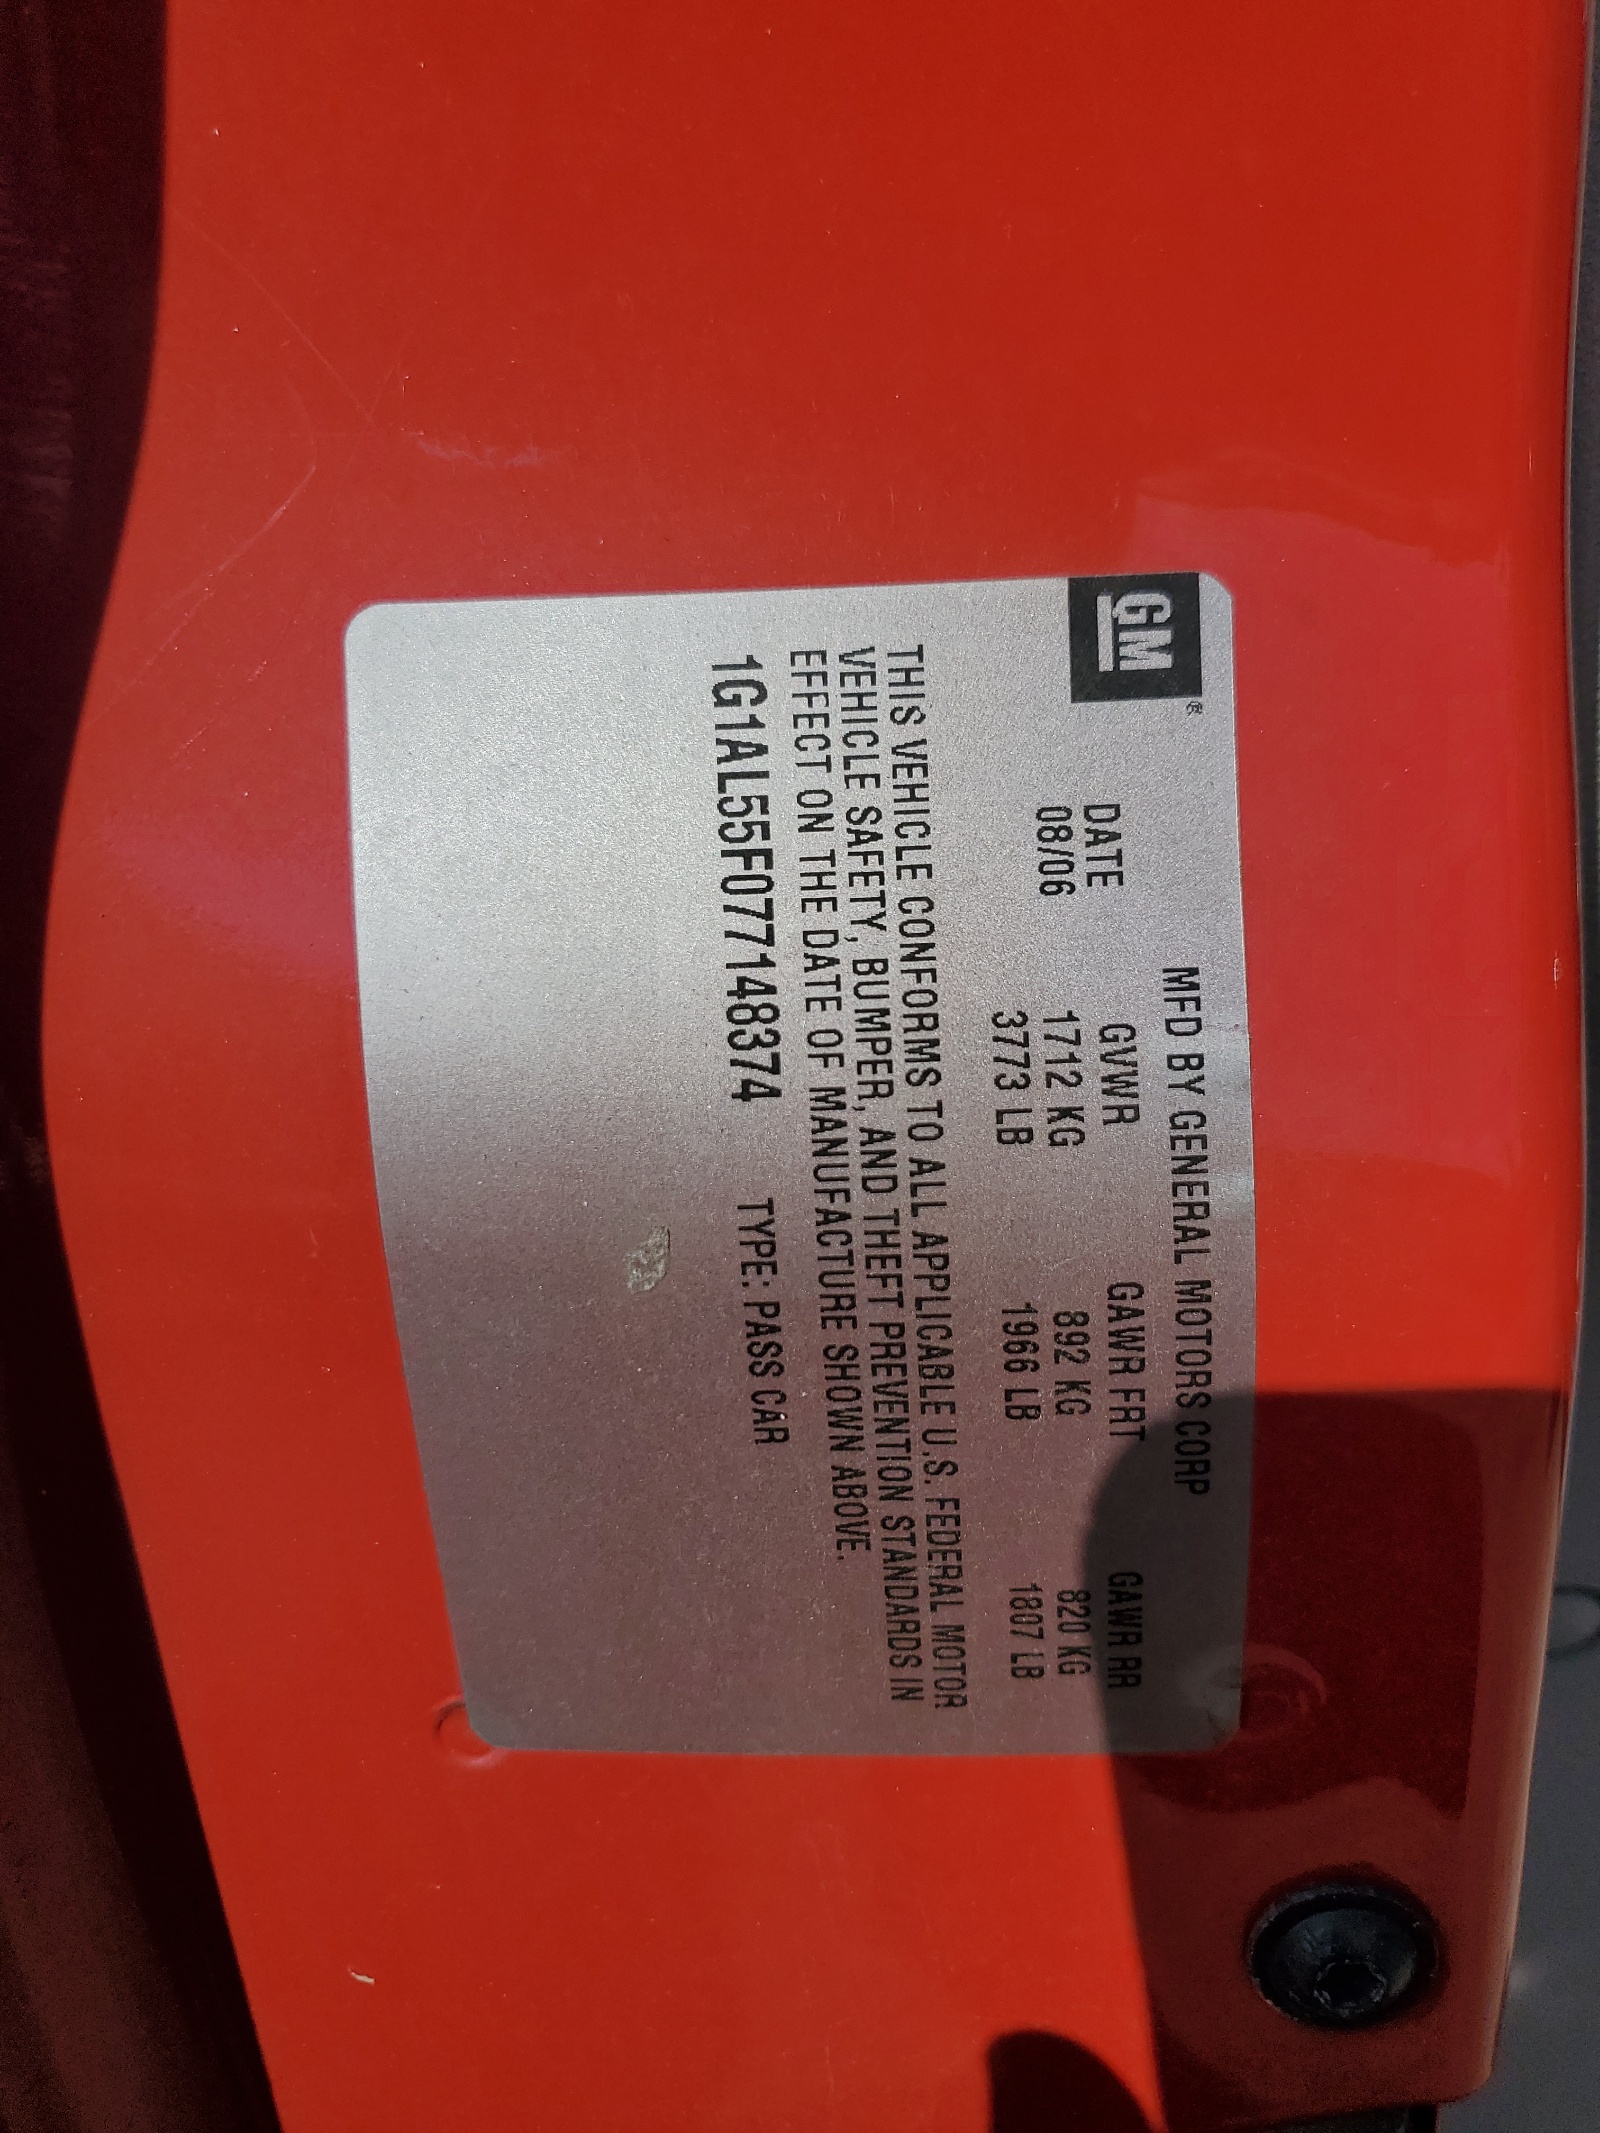 GM®
MFD BY GENERAL MOTORS CORP
DATE GVWR GAWR FRT GAWR RR
08/06 1712 KG 892 KG 820 KG
3773 LB 1966 LB 1807 LB
THIS VEHICLE CONFORMS TO ALL APPLICABLE U.S. FEDERAL MOTOR
VEHICLE SAFETY, BUMPER, AND THEFT PREVENTION STANDARDS IN
EFFECT ON THE DATE OF MANUFACTURE SHOWN ABOVE.
1G1AL55F077148374 TYPE: PASS CAR